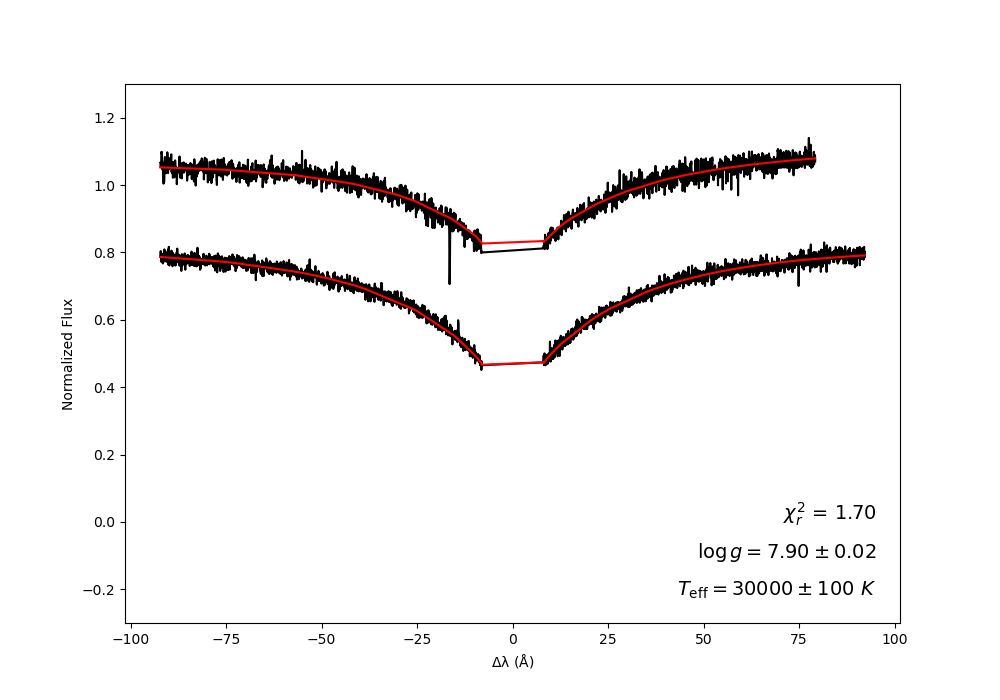 1.2
1.0
0.8
0.6
0.4
0.2
0.0
−0.2
Normalized Flux
χ²ᵣ = 1.70
log g = 7.90 ± 0.02
T_eff = 30000 ± 100 K
−100 −75 −50 −25 0 25 50 75 100
Δλ (Å)